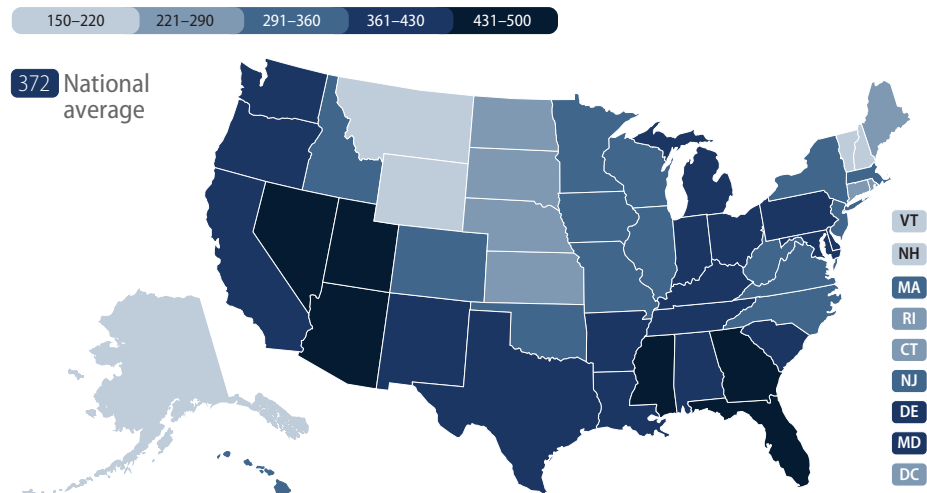 150–220 221–290 291–360 361–430 431–500
372 National
average
VT
NH
MA
RI
CT
NJ
DE
MD
DC